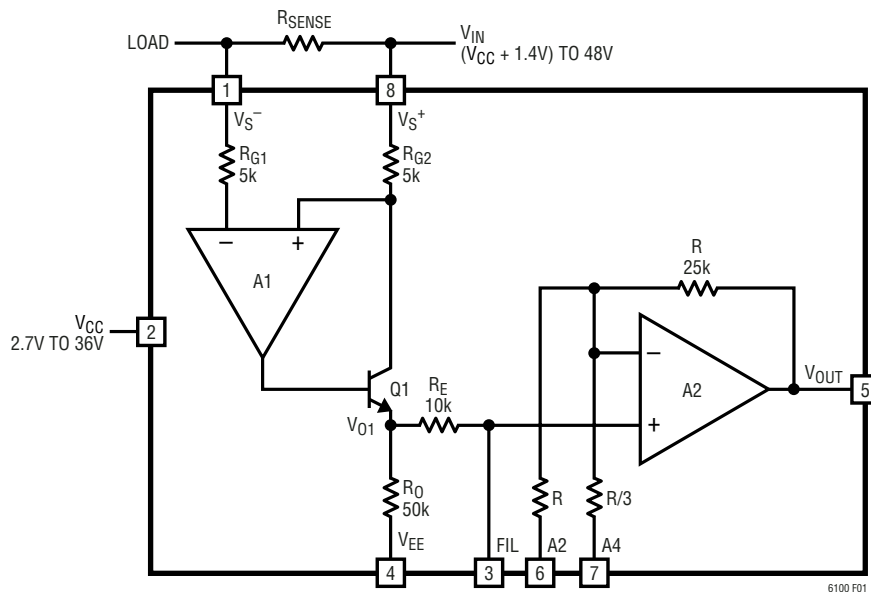 RSENSE
LOAD
VIN
(VCC + 1.4V) TO 48V
1
8
VS−
VS+
RG1
5k
RG2
5k
−
+
A1
R
25k
VCC
2.7V TO 36V
2
−
+
A2
VOUT
5
Q1
RE
10k
VO1
RO
50k
R
R/3
VEE
FIL
A2
A4
4
3
6
7
6100 F01